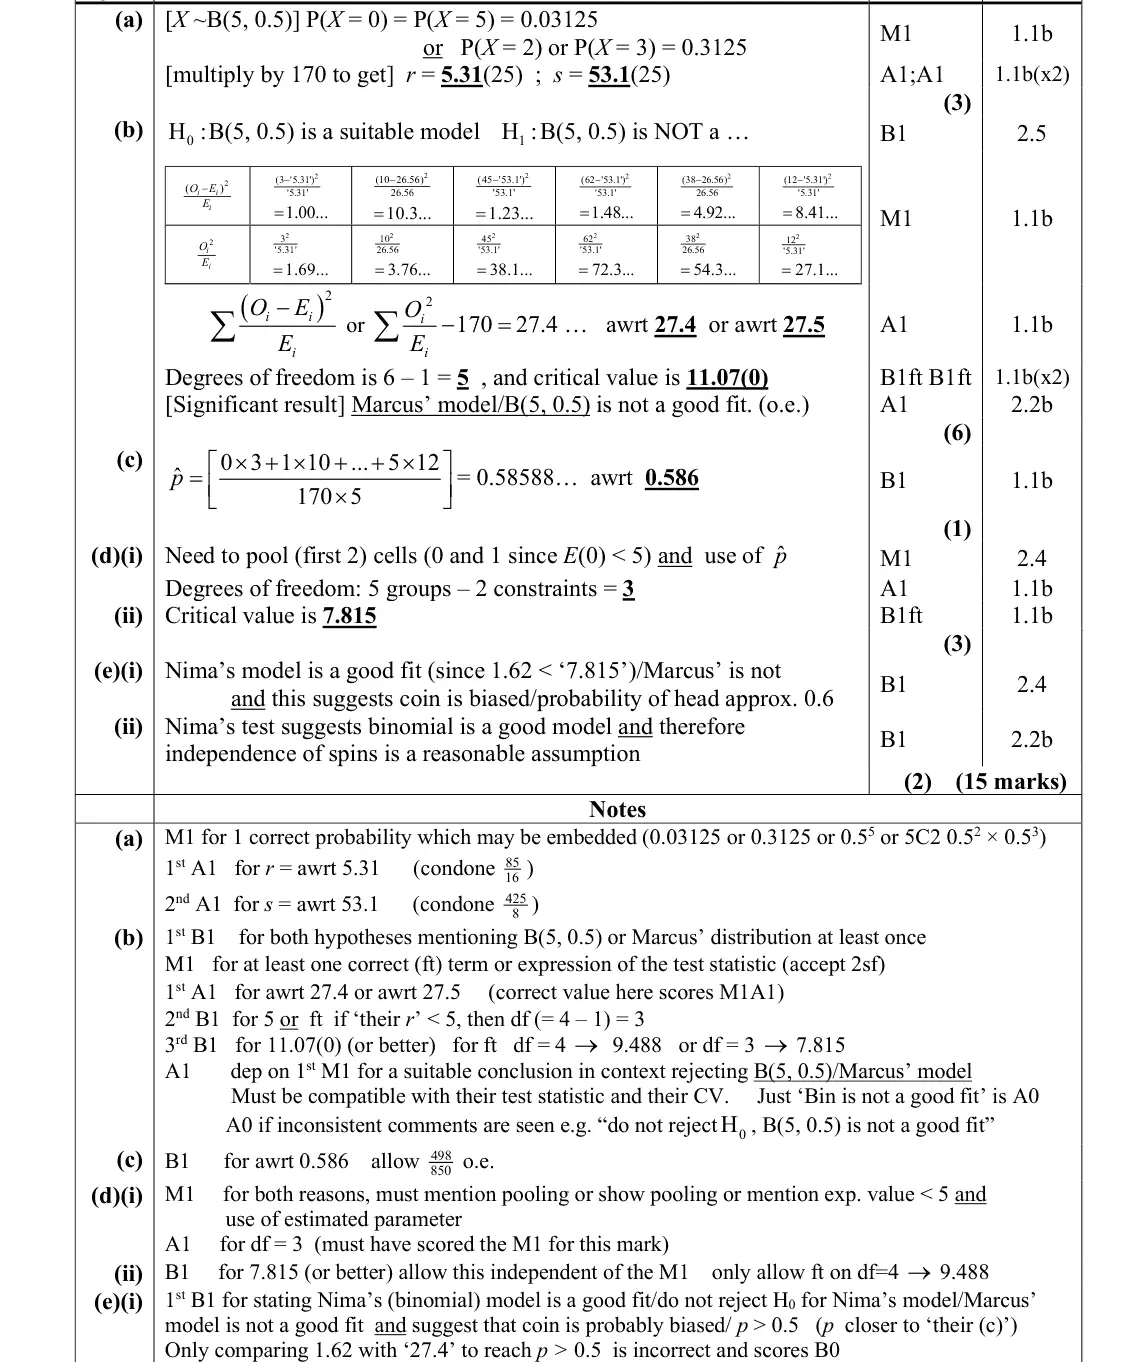 (a) [X ~B(5, 0.5)] P(X = 0) = P(X = 5) = 0.03125
or P(X = 2) or P(X = 3) = 0.3125 M1 1.1b
[multiply by 170 to get] r = 5.31(25) ; s = 53.1(25) A1;A1 1.1b(x2)
(3)
(b) H₀ : B(5, 0.5) is a suitable model H₁ : B(5, 0.5) is NOT a … B1 2.5
(Oᵢ−Eᵢ)²/Eᵢ (3−'5.31')²/'5.31' =1.00... (10−26.56)²/26.56 =10.3... (45−'53.1')²/'53.1' =1.23... (62−'53.1')²/'53.1' =1.48... (38−26.56)²/26.56 =4.92... (12−'5.31')²/'5.31' =8.41... M1 1.1b
Oᵢ²/Eᵢ 3²/'5.31' =1.69... 10²/26.56 =3.76... 45²/'53.1' =38.1... 62²/'53.1' =72.3... 38²/26.56 =54.3... 12²/'5.31' =27.1...
∑ (Oᵢ − Eᵢ)²/Eᵢ or ∑ Oᵢ²/Eᵢ −170 = 27.4 … awrt 27.4 or awrt 27.5 A1 1.1b
Degrees of freedom is 6 – 1 = 5 , and critical value is 11.07(0) B1ft B1ft 1.1b(x2)
[Significant result] Marcus' model/B(5, 0.5) is not a good fit. (o.e.) A1 2.2b
(6)
(c) p̂ = [ 0×3+1×10+...+5×12 / 170×5 ] = 0.58588… awrt 0.586 B1 1.1b
(1)
(d)(i) Need to pool (first 2) cells (0 and 1 since E(0) < 5) and use of p̂ M1 2.4
Degrees of freedom: 5 groups – 2 constraints = 3 A1 1.1b
(ii) Critical value is 7.815 B1ft 1.1b
(3)
(e)(i) Nima's model is a good fit (since 1.62 < '7.815')/Marcus' is not
and this suggests coin is biased/probability of head approx. 0.6 B1 2.4
(ii) Nima's test suggests binomial is a good model and therefore
independence of spins is a reasonable assumption B1 2.2b
(2) (15 marks)
Notes
(a) M1 for 1 correct probability which may be embedded (0.03125 or 0.3125 or 0.5⁵ or 5C2 0.5² × 0.5³)
1st A1 for r = awrt 5.31 (condone 85/16 )
2nd A1 for s = awrt 53.1 (condone 425/8 )
(b) 1st B1 for both hypotheses mentioning B(5, 0.5) or Marcus' distribution at least once
M1 for at least one correct (ft) term or expression of the test statistic (accept 2sf)
1st A1 for awrt 27.4 or awrt 27.5 (correct value here scores M1A1)
2nd B1 for 5 or ft if 'their r' < 5, then df (= 4 – 1) = 3
3rd B1 for 11.07(0) (or better) for ft df = 4 → 9.488 or df = 3 → 7.815
A1 dep on 1st M1 for a suitable conclusion in context rejecting B(5, 0.5)/Marcus' model
Must be compatible with their test statistic and their CV. Just 'Bin is not a good fit' is A0
A0 if inconsistent comments are seen e.g. "do not reject H₀ , B(5, 0.5) is not a good fit"
(c) B1 for awrt 0.586 allow 498/850 o.e.
(d)(i) M1 for both reasons, must mention pooling or show pooling or mention exp. value < 5 and
use of estimated parameter
A1 for df = 3 (must have scored the M1 for this mark)
(ii) B1 for 7.815 (or better) allow this independent of the M1 only allow ft on df=4 → 9.488
(e)(i) 1st B1 for stating Nima's (binomial) model is a good fit/do not reject H₀ for Nima's model/Marcus'
model is not a good fit and suggest that coin is probably biased/ p > 0.5 (p closer to 'their (c)')
Only comparing 1.62 with '27.4' to reach p > 0.5 is incorrect and scores B0